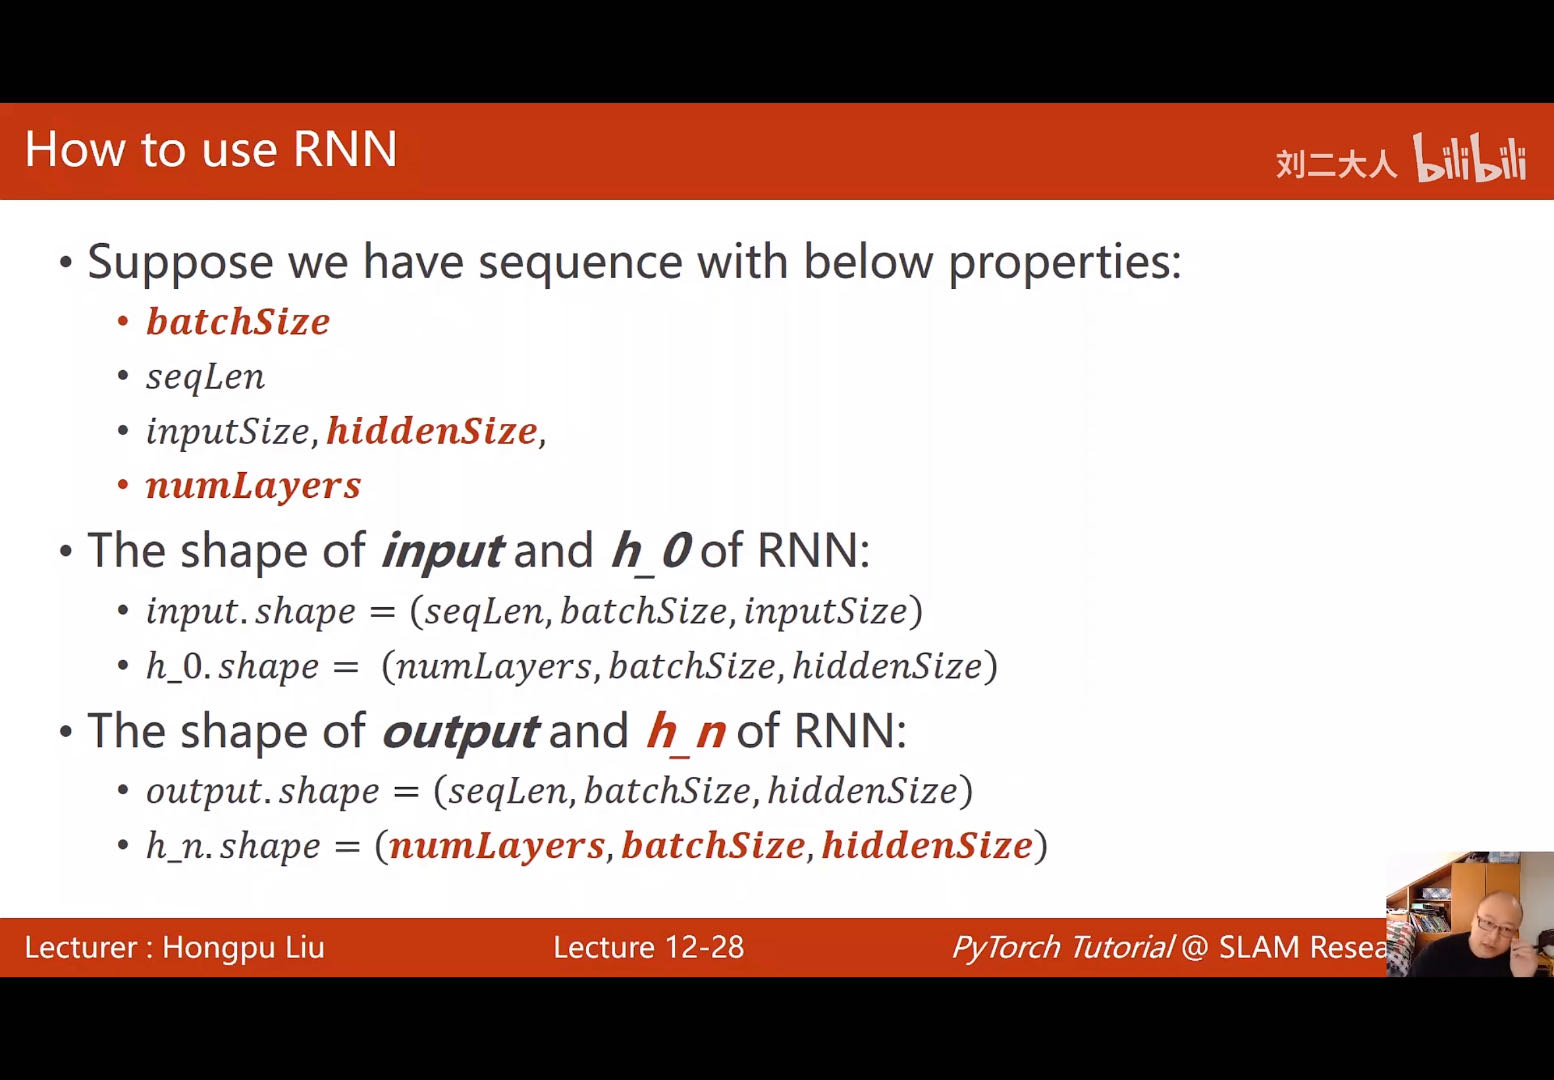 How to use RNN
刘二大人 bilibili
• Suppose we have sequence with below properties:
• batchSize
• seqLen
• inputSize, hiddenSize,
• numLayers
• The shape of input and h_0 of RNN:
• input.shape = (seqLen, batchSize, inputSize)
• h_0.shape = (numLayers, batchSize, hiddenSize)
• The shape of output and h_n of RNN:
• output.shape = (seqLen, batchSize, hiddenSize)
• h_n.shape = (numLayers, batchSize, hiddenSize)
Lecturer : Hongpu Liu
Lecture 12-28
PyTorch Tutorial @ SLAM Resea